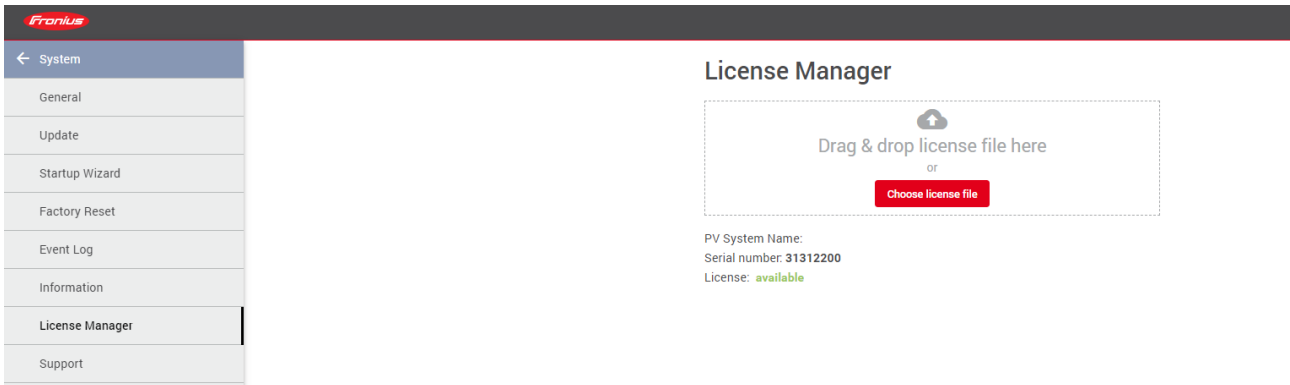 Fronius
System
General
Update
Startup Wizard
Factory Reset
Event Log
Information
License Manager
Support
License Manager
Drag & drop license file here
or
Choose license file
PV System Name:
Serial number: 31312200
License: available